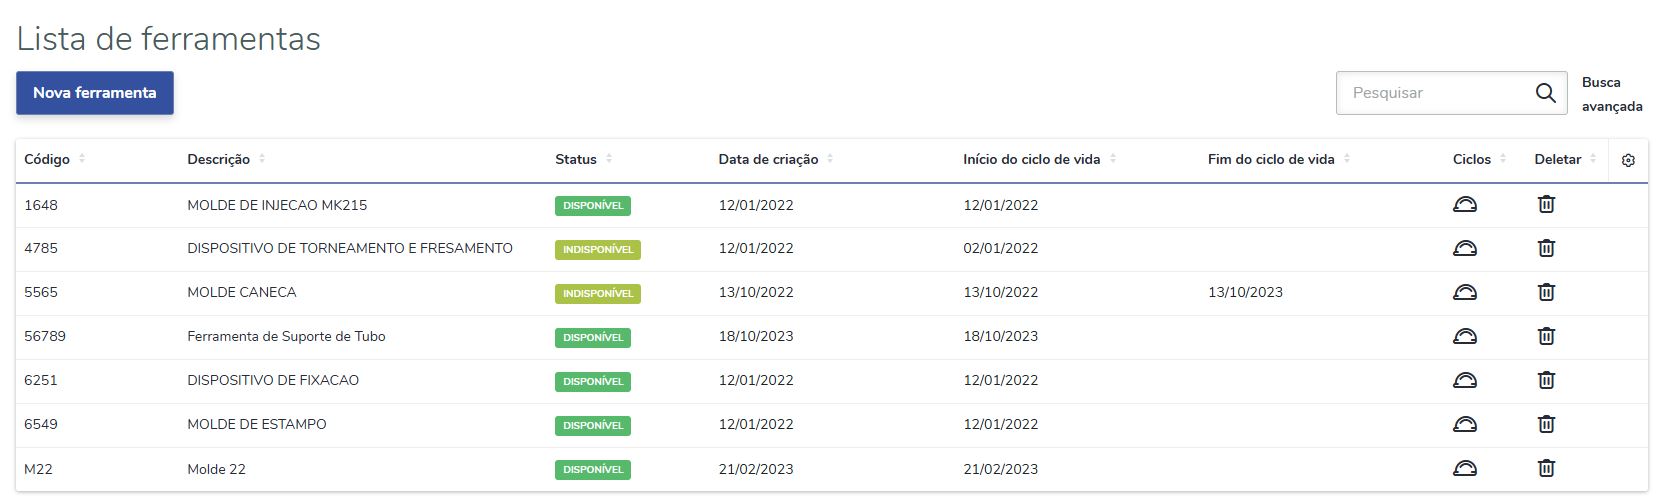 Lista de ferramentas
Nova ferramenta
Pesquisar
Busca
avançada
Código Descrição Status Data de criação Início do ciclo de vida Fim do ciclo de vida Ciclos Deletar
1648 MOLDE DE INJECAO MK215 DISPONÍVEL 12/01/2022 12/01/2022
4785 DISPOSITIVO DE TORNEAMENTO E FRESAMENTO INDISPONÍVEL 12/01/2022 02/01/2022
5565 MOLDE CANECA INDISPONÍVEL 13/10/2022 13/10/2022 13/10/2023
56789 Ferramenta de Suporte de Tubo DISPONÍVEL 18/10/2023 18/10/2023
6251 DISPOSITIVO DE FIXACAO DISPONÍVEL 12/01/2022 12/01/2022
6549 MOLDE DE ESTAMPO DISPONÍVEL 12/01/2022 12/01/2022
M22 Molde 22 DISPONÍVEL 21/02/2023 21/02/2023